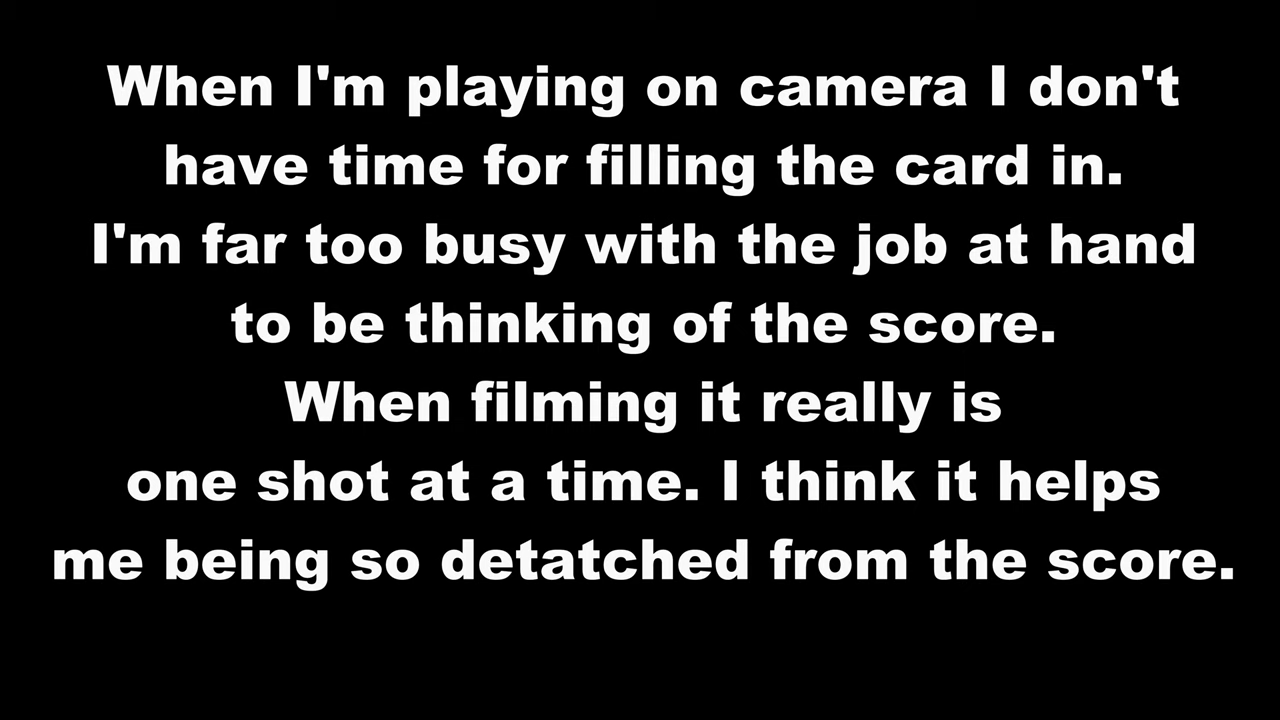 When I'm playing on camera I don't
have time for filling the card in.
I'm far too busy with the job at hand
to be thinking of the score.
When filming it really is
one shot at a time. I think it helps
me being so detatched from the score.